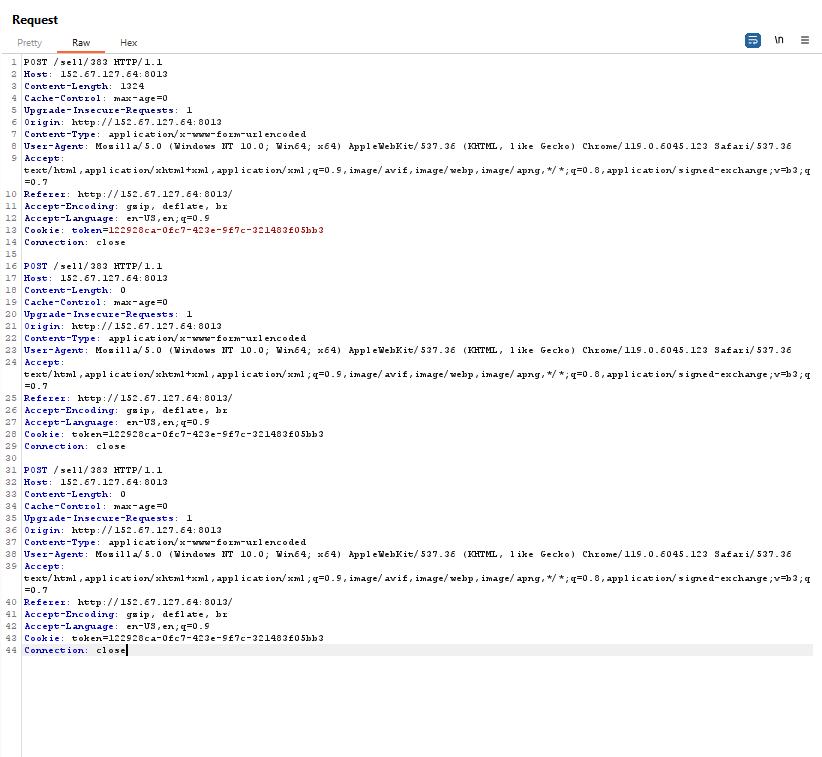 Request
Pretty Raw Hex \n
1 POST /sell/383 HTTP/1.1
2 Host: 152.67.127.64:8013
3 Content-Length: 1324
4 Cache-Control: max-age=0
5 Upgrade-Insecure-Requests: 1
6 Origin: http://152.67.127.64:8013
7 Content-Type: application/x-www-form-urlencoded
8 User-Agent: Mozilla/5.0 (Windows NT 10.0; Win64; x64) AppleWebKit/537.36 (KHTML, like Gecko) Chrome/119.0.6045.123 Safari/537.36
9 Accept:
text/html,application/xhtml+xml,application/xml;q=0.9,image/avif,image/webp,image/apng,*/*;q=0.8,application/signed-exchange;v=b3;q
=0.7
10 Referer: http://152.67.127.64:8013/
11 Accept-Encoding: gzip, deflate, br
12 Accept-Language: en-US,en;q=0.9
13 Cookie: token=122928ca-0fc7-423e-9f7c-321483f05bb3
14 Connection: close
15
16 POST /sell/383 HTTP/1.1
17 Host: 152.67.127.64:8013
18 Content-Length: 0
19 Cache-Control: max-age=0
20 Upgrade-Insecure-Requests: 1
21 Origin: http://152.67.127.64:8013
22 Content-Type: application/x-www-form-urlencoded
23 User-Agent: Mozilla/5.0 (Windows NT 10.0; Win64; x64) AppleWebKit/537.36 (KHTML, like Gecko) Chrome/119.0.6045.123 Safari/537.36
24 Accept:
text/html,application/xhtml+xml,application/xml;q=0.9,image/avif,image/webp,image/apng,*/*;q=0.8,application/signed-exchange;v=b3;q
=0.7
25 Referer: http://152.67.127.64:8013/
26 Accept-Encoding: gzip, deflate, br
27 Accept-Language: en-US,en;q=0.9
28 Cookie: token=122928ca-0fc7-423e-9f7c-321483f05bb3
29 Connection: close
30
31 POST /sell/383 HTTP/1.1
32 Host: 152.67.127.64:8013
33 Content-Length: 0
34 Cache-Control: max-age=0
35 Upgrade-Insecure-Requests: 1
36 Origin: http://152.67.127.64:8013
37 Content-Type: application/x-www-form-urlencoded
38 User-Agent: Mozilla/5.0 (Windows NT 10.0; Win64; x64) AppleWebKit/537.36 (KHTML, like Gecko) Chrome/119.0.6045.123 Safari/537.36
39 Accept:
text/html,application/xhtml+xml,application/xml;q=0.9,image/avif,image/webp,image/apng,*/*;q=0.8,application/signed-exchange;v=b3;q
=0.7
40 Referer: http://152.67.127.64:8013/
41 Accept-Encoding: gzip, deflate, br
42 Accept-Language: en-US,en;q=0.9
43 Cookie: token=122928ca-0fc7-423e-9f7c-321483f05bb3
44 Connection: close